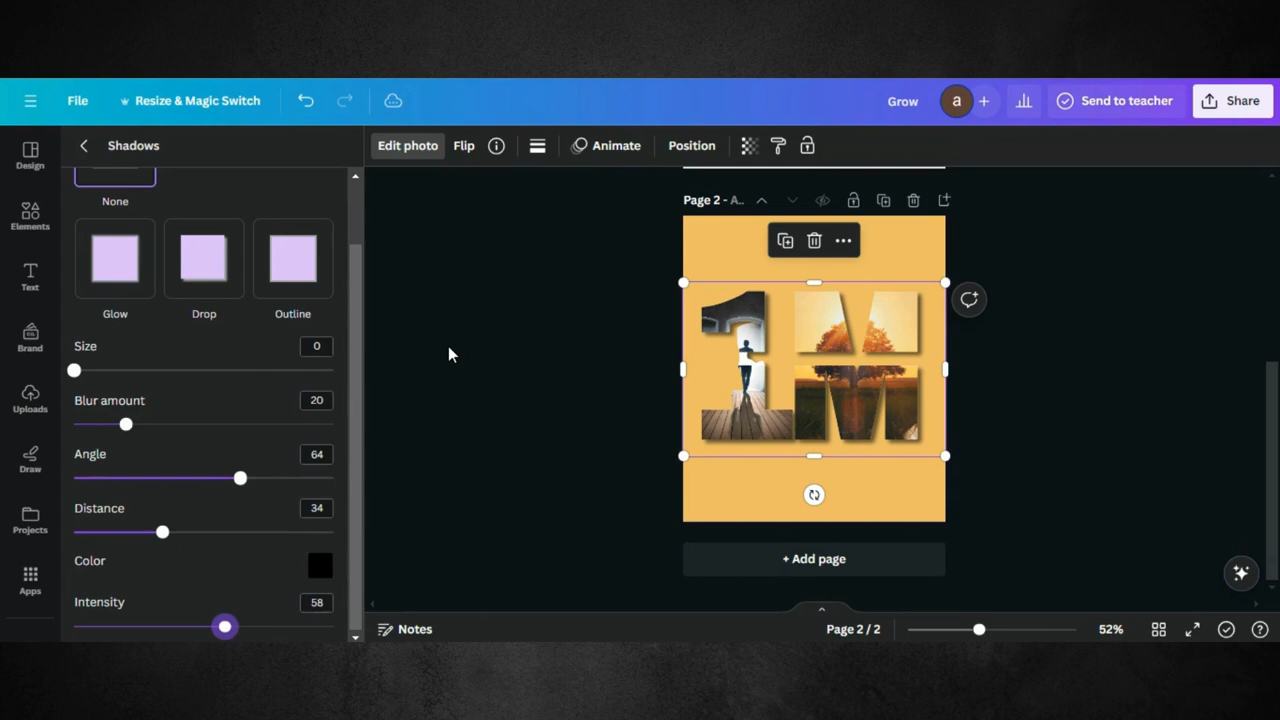 File
Resize & Magic Switch
Grow
a
Send to teacher
Share
Design
Elements
Text
Brand
Uploads
Draw
Projects
Apps
Shadows
None
Glow
Drop
Outline
Size
0
Blur amount
20
Angle
64
Distance
34
Color
Intensity
58
Edit photo
Flip
Animate
Position
Page 2 - A..
1M
+ Add page
Notes
Page 2 / 2
52%